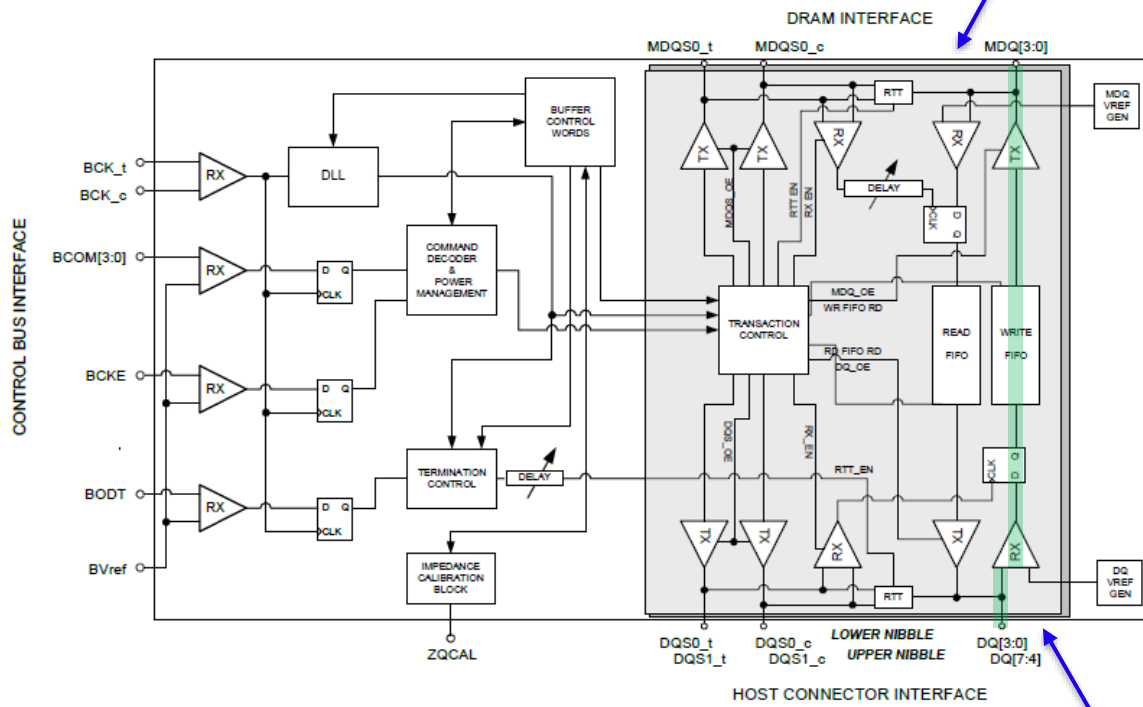 DRAM INTERFACE
MDQS0_t
MDQS0_c
MDQ[3:0]
CONTROL BUS INTERFACE
BUFFER
CONTROL
WORDS
RTT
MDQ
VREF
GEN
TX
TX
RX
RX
TX
BCK_t
BCK_c
RX
DLL
MDQS_OE
RTT EN
RX EN
DELAY
CLK
D Q
BCOM[3:0]
RX
D Q
CLK
COMMAND
DECODER
&
POWER
MANAGEMENT
MDQ_OE
WR FIFO RD
TRANSACTION
CONTROL
RD FIFO RD
DQ_OE
READ
FIFO
WRITE
FIFO
BCKE
RX
D Q
CLK
DQS_OE
RX_EN
CLK
D Q
BODT
RX
D Q
CLK
TERMINATION
CONTROL
DELAY
RTT_EN
TX
TX
RX
TX
RX
BVref
IMPEDANCE
CALIBRATION
BLOCK
RTT
DQ
VREF
GEN
ZQCAL
DQS0_t
DQS1_t
DQS0_c
DQS1_c
LOWER NIBBLE
UPPER NIBBLE
DQ[3:0]
DQ[7:4]
HOST CONNECTOR INTERFACE